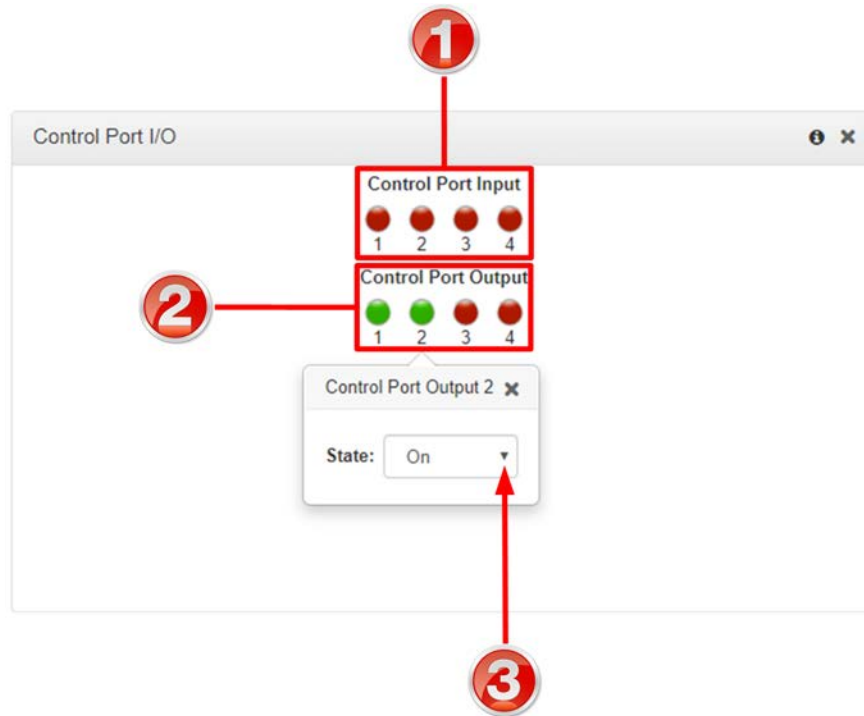 1
Control Port I/O
Control Port Input
1 2 3 4
2
Control Port Output
1 2 3 4
Control Port Output 2
State: On
3